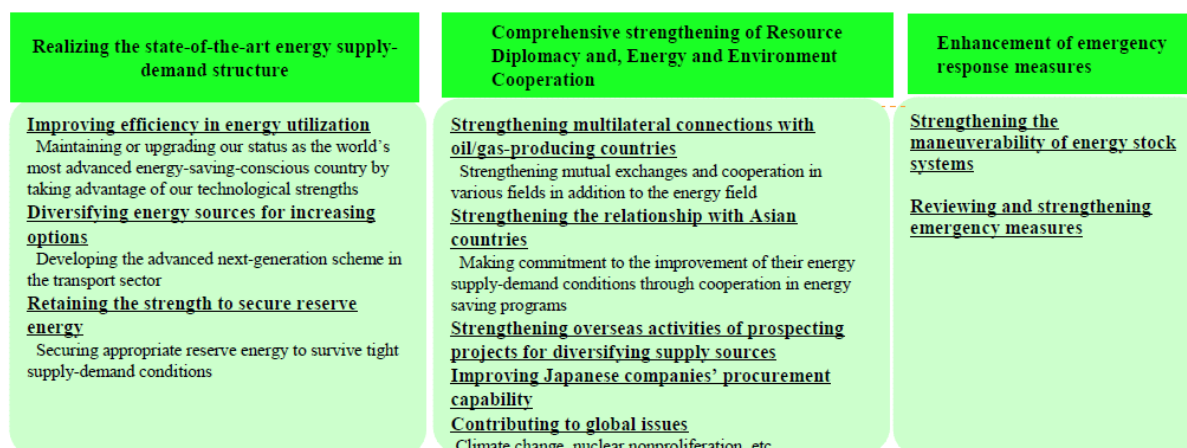 Realizing the state-of-the-art energy supply-
demand structure
Improving efficiency in energy utilization
Maintaining or upgrading our status as the world's
most advanced energy-saving-conscious country by
taking advantage of our technological strengths
Diversifying energy sources for increasing
options
Developing the advanced next-generation scheme in
the transport sector
Retaining the strength to secure reserve
energy
Securing appropriate reserve energy to survive tight
supply-demand conditions
Comprehensive strengthening of Resource
Diplomacy and, Energy and Environment
Cooperation
Strengthening multilateral connections with
oil/gas-producing countries
Strengthening mutual exchanges and cooperation in
various fields in addition to the energy field
Strengthening the relationship with Asian
countries
Making commitment to the improvement of their energy
supply-demand conditions through cooperation in energy
saving programs
Strengthening overseas activities of prospecting
projects for diversifying supply sources
Improving Japanese companies' procurement
capability
Contributing to global issues
Climate change, nuclear nonproliferation, etc
Enhancement of emergency
response measures
Strengthening the
maneuverability of energy stock
systems
Reviewing and strengthening
emergency measures